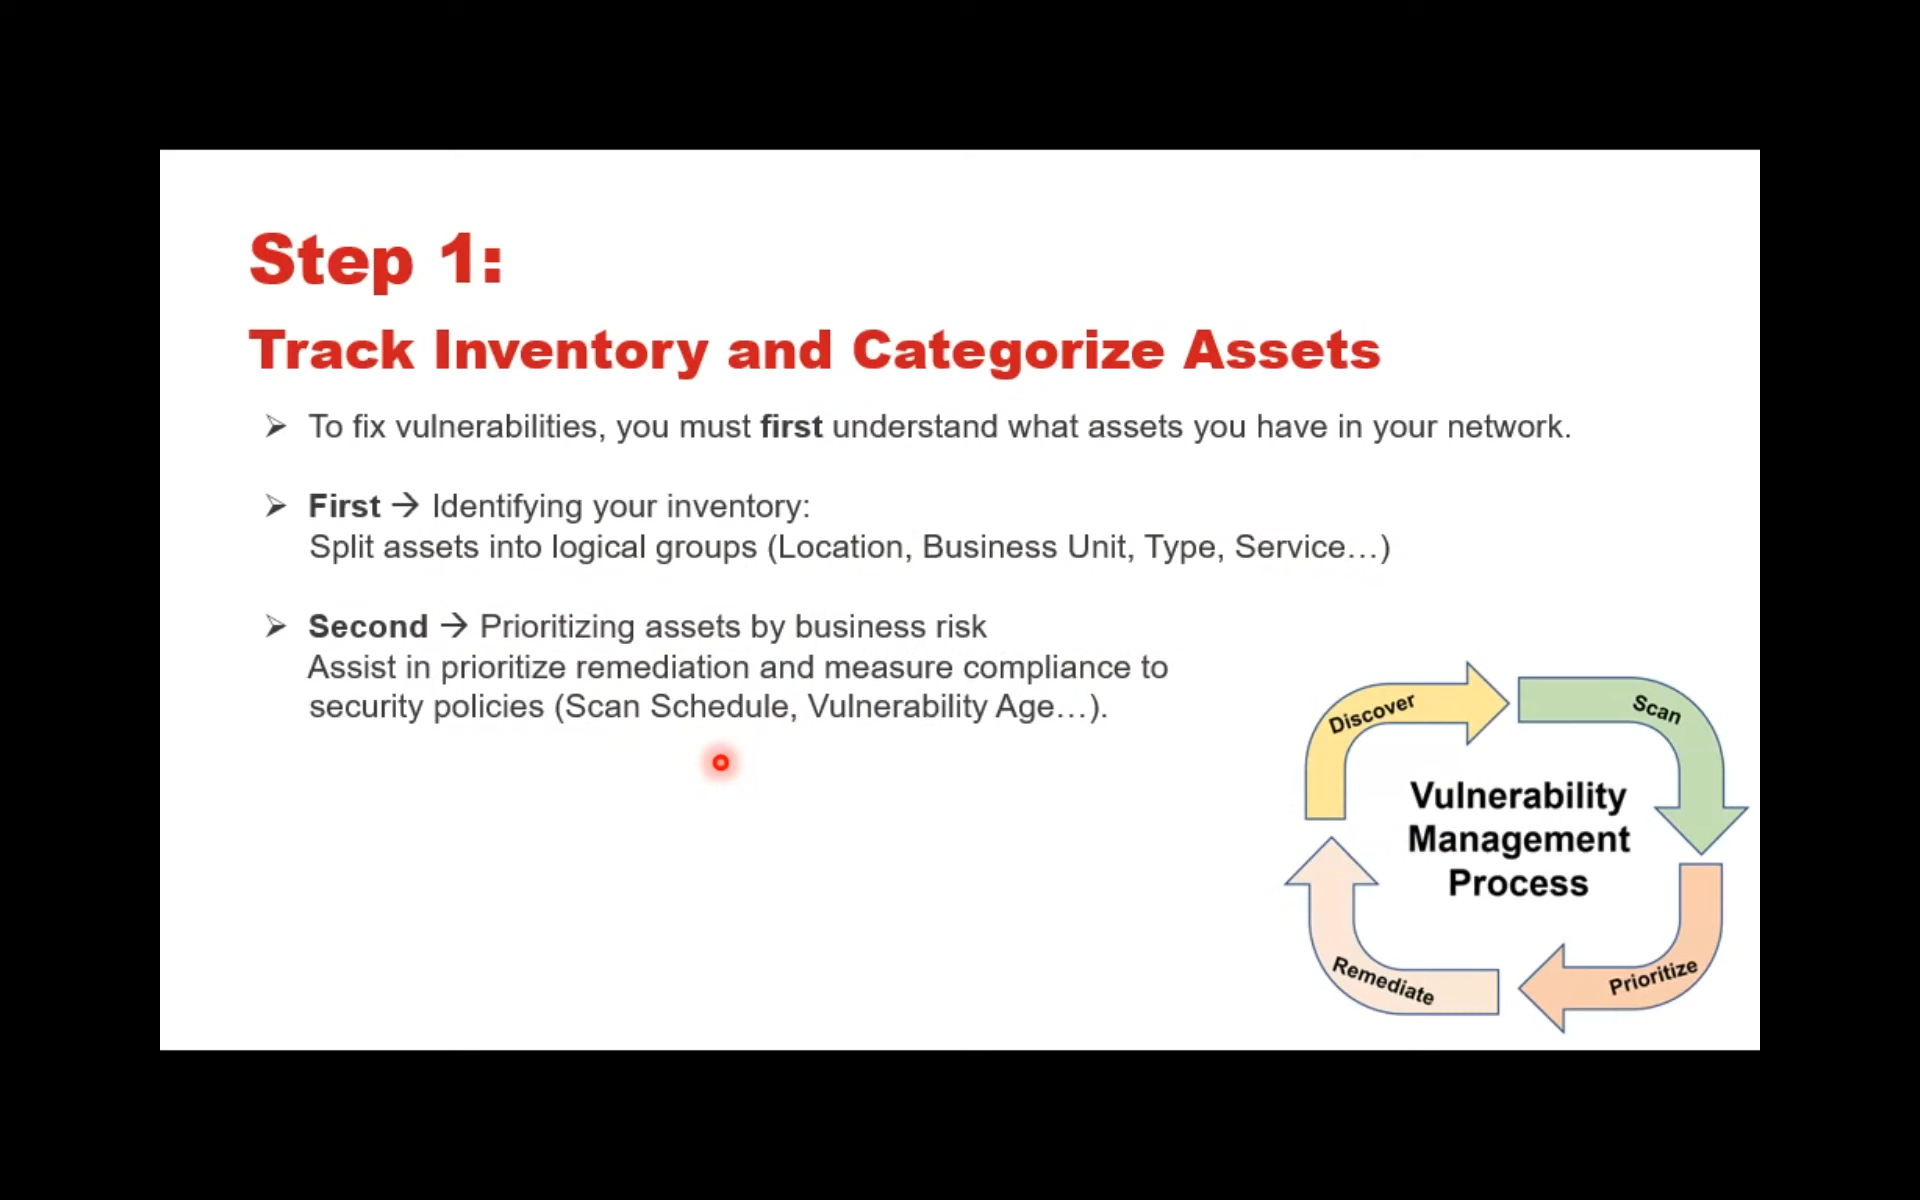 Step 1:
Track Inventory and Categorize Assets
➢ To fix vulnerabilities, you must first understand what assets you have in your network.
➢ First → Identifying your inventory:
Split assets into logical groups (Location, Business Unit, Type, Service…)
➢ Second → Prioritizing assets by business risk
Assist in prioritize remediation and measure compliance to
security policies (Scan Schedule, Vulnerability Age…).
Discover
Scan
Vulnerability
Management
Process
Remediate
Prioritize